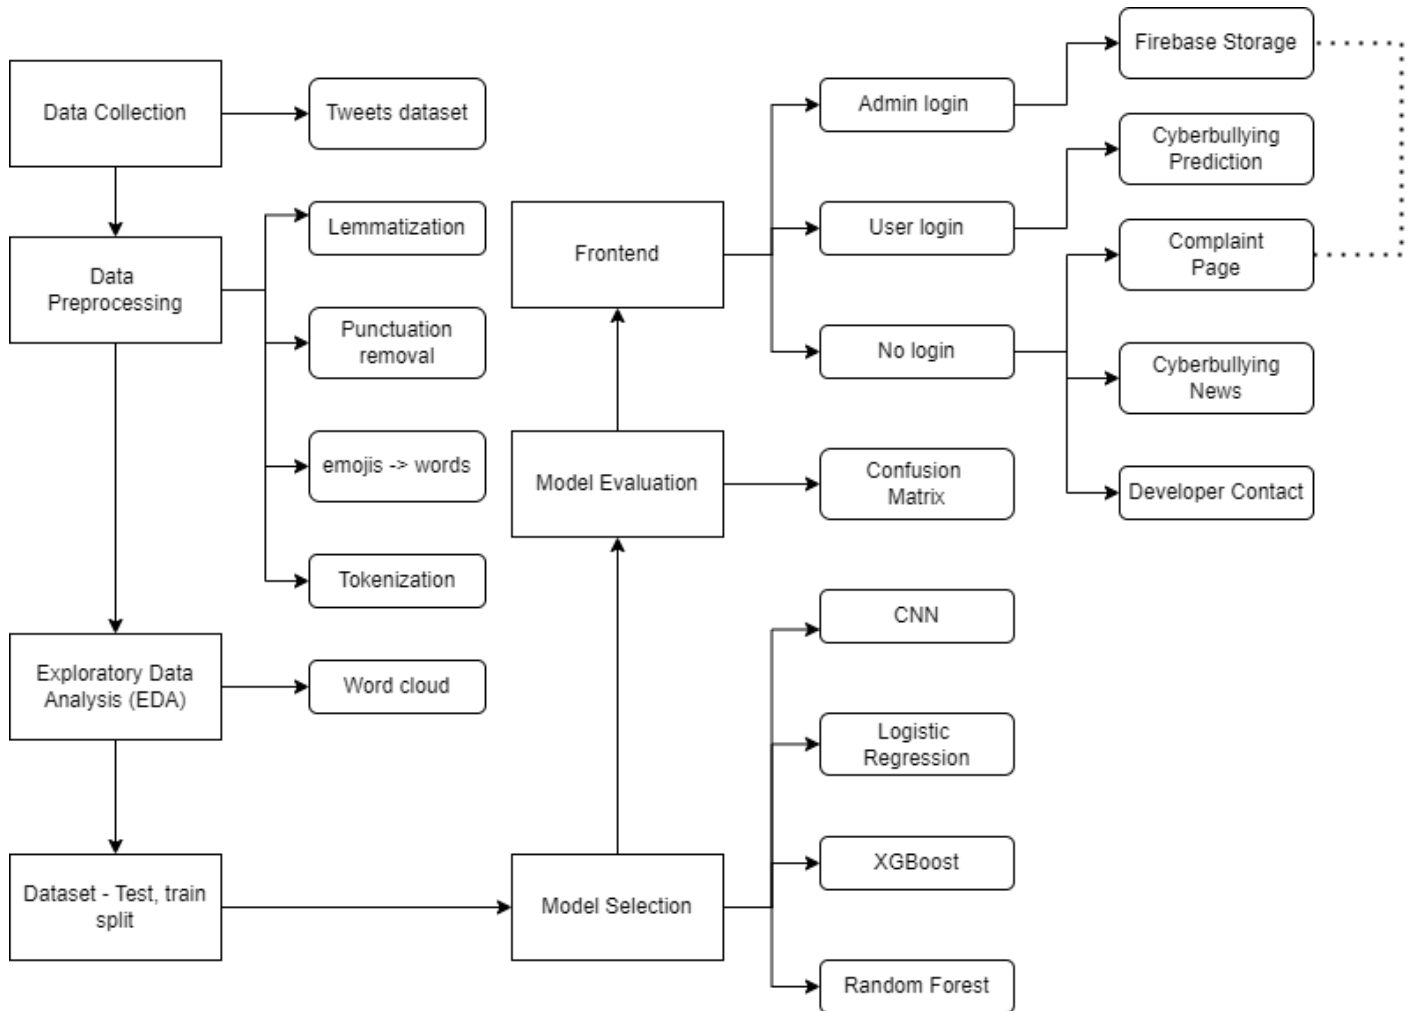 Data Collection
Tweets dataset
Data
Preprocessing
Lemmatization
Punctuation
removal
emojis -> words
Tokenization
Exploratory Data
Analysis (EDA)
Word cloud
Dataset - Test, train
split
Model Selection
CNN
Logistic
Regression
XGBoost
Random Forest
Model Evaluation
Confusion
Matrix
Frontend
Admin login
User login
No login
Firebase Storage
Cyberbullying
Prediction
Complaint
Page
Cyberbullying
News
Developer Contact